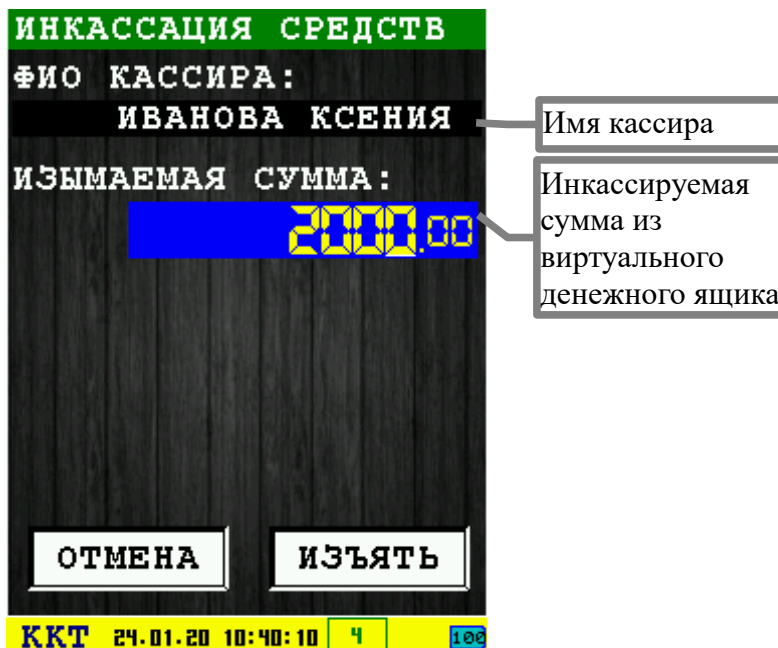 ИНКАССАЦИЯ СРЕДСТВ
ФИО КАССИРА:
ИВАНОВА КСЕНИЯ
Имя кассира
ИЗЫМАЕМАЯ СУММА:
2000.00
Инкассируемая
сумма из
виртуального
денежного ящика
ОТМЕНА
ИЗЪЯТЬ
ККТ 24.01.20 10:40:10 4 100